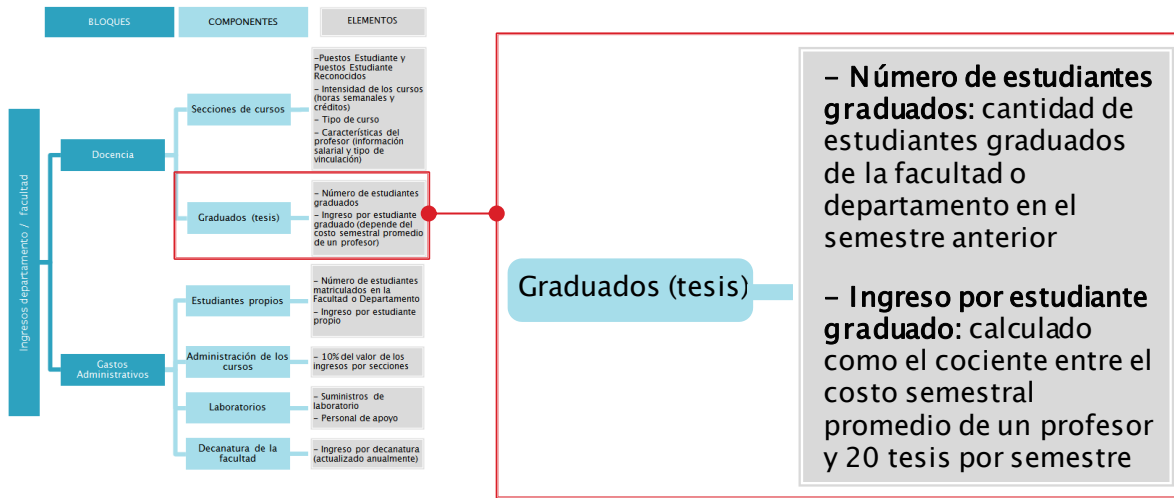 BLOQUES
COMPONENTES
ELEMENTOS
Ingresos departamento / facultad
Docencia
Secciones de cursos
-Puestos Estudiante y
Puestos Estudiante
Reconocidos
- Intensidad de los cursos
(horas semanales y
créditos)
- Tipo de curso
- Características del
profesor (información
salarial y tipo de
vinculación)
Graduados (tesis)
- Número de estudiantes
graduados
- Ingreso por estudiante
graduado (depende del
costo semestral promedio
de un profesor)
Gastos
Administrativos
Estudiantes propios
- Número de estudiantes
matriculados en la
Facultad o Departamento
- Ingreso por estudiante
propio
Administración de los
cursos
- 10% del valor de los
ingresos por secciones
Laboratorios
- Suministros de
laboratorio
- Personal de apoyo
Decanatura de la
facultad
- Ingreso por decanatura
(actualizado anualmente)
Graduados (tesis)
- Número de estudiantes
graduados: cantidad de
estudiantes graduados
de la facultad o
departamento en el
semestre anterior
- Ingreso por estudiante
graduado: calculado
como el cociente entre el
costo semestral
promedio de un profesor
y 20 tesis por semestre